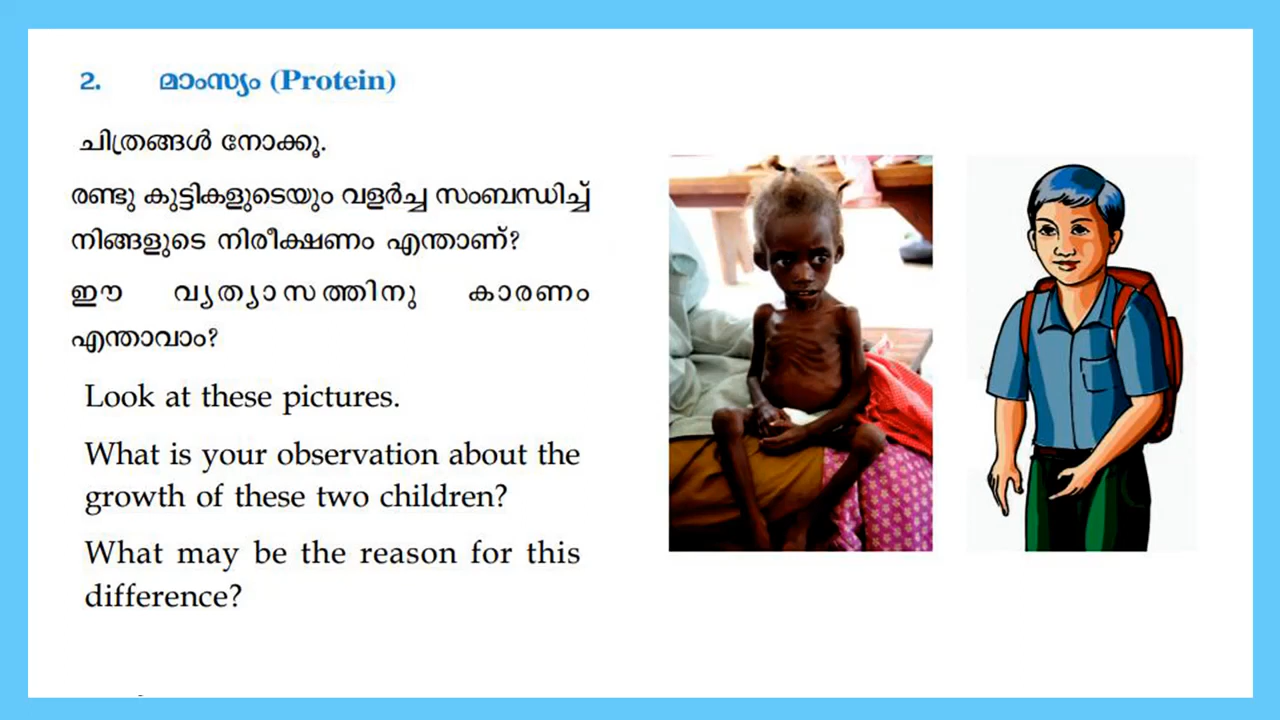 2. മാംസ്യം (Protein)
ചിത്രങ്ങൾ നോക്കൂ.
രണ്ടു കുട്ടികളുടെയും വളർച്ച സംബന്ധിച്ച്
നിങ്ങളുടെ നിരീക്ഷണം എന്താണ്?
ഈ വ്യത്യാസത്തിനു കാരണം
എന്താവാം?
Look at these pictures.
What is your observation about the
growth of these two children?
What may be the reason for this
difference?